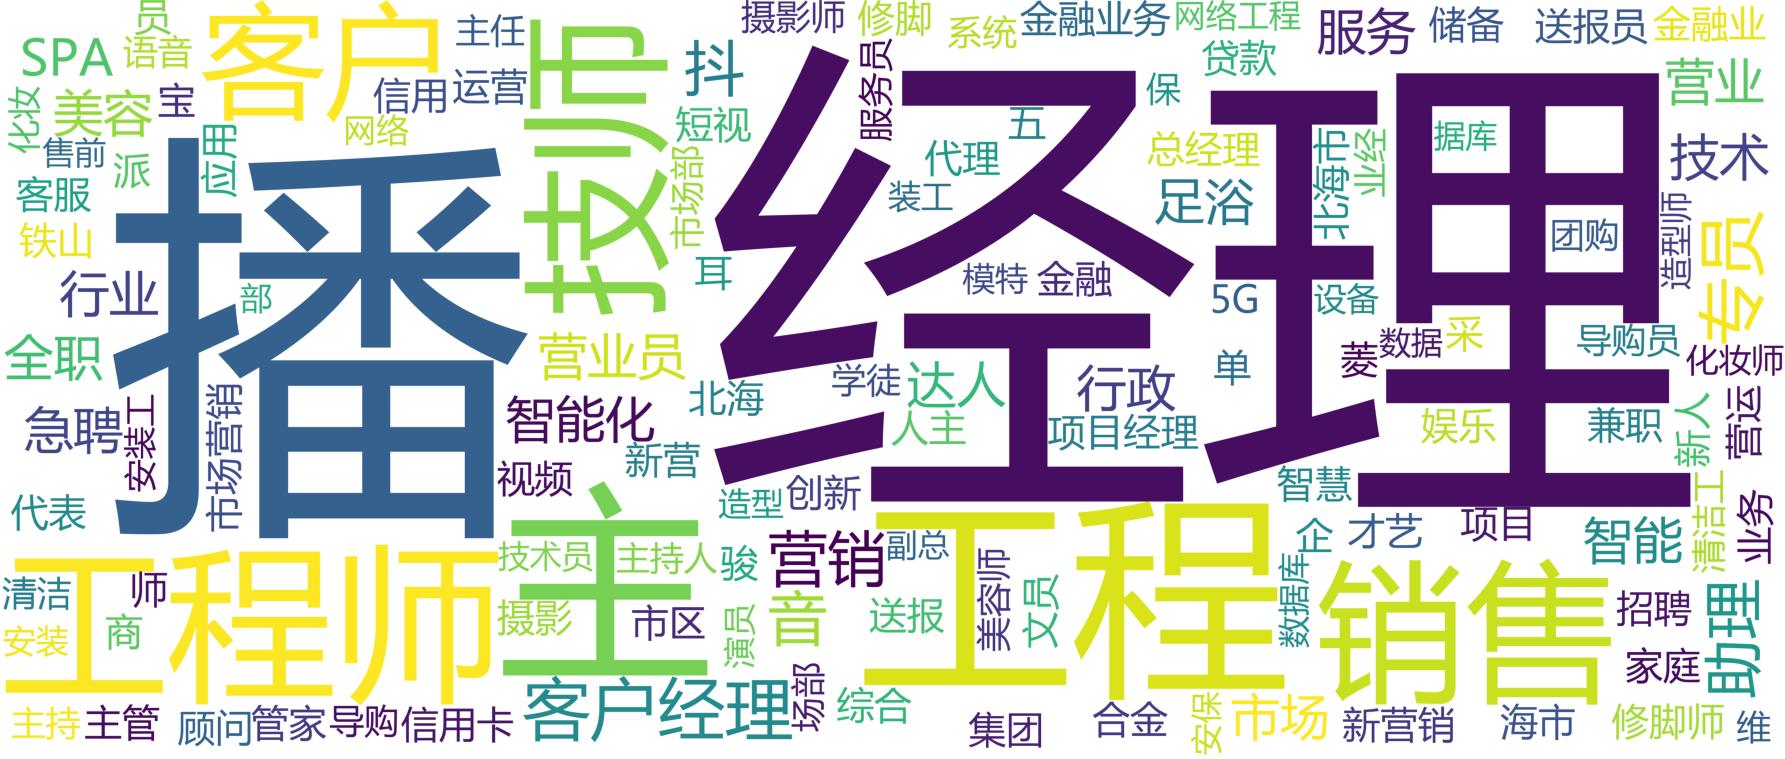 员
SPA
语音
客户
主任
信用
运营
技师
抖
短视
摄影师
修脚
服务员
系统
金融业务
网络工程
贷款
服务
储备
送报员
金融业
营业
化妆
美容
宝
网络
售前
派
应用
客服
铁山
行业
部
播
市场部
耳
经理
五
代理
装工
保
总经理
足浴
北海市
业经
据库
技术
造型师
团购
模特
金融
5G
设备
专员
全职
急聘
安装工
市场营销
营业员
智能化
新营
视频
北海
学徒
达人
人主
行政
项目经理
单
菱
数据
采
导购员
化妆师
娱乐
兼职
新人
营运
代表
造型
创新
智慧
企
才艺
项目
智能
清洁工
业务
工程师
清洁
师
安装
商
主
技术员
主持人
摄影
市区
骏
演员
营销
音
副总
送报
美容师
文员
工程
数据库
销售
招聘
家庭
助理
主持
主管
顾问
管家
导购
信用卡
客户经理
场部
综合
集团
合金
安保
市场
新营销
海市
修脚师
维